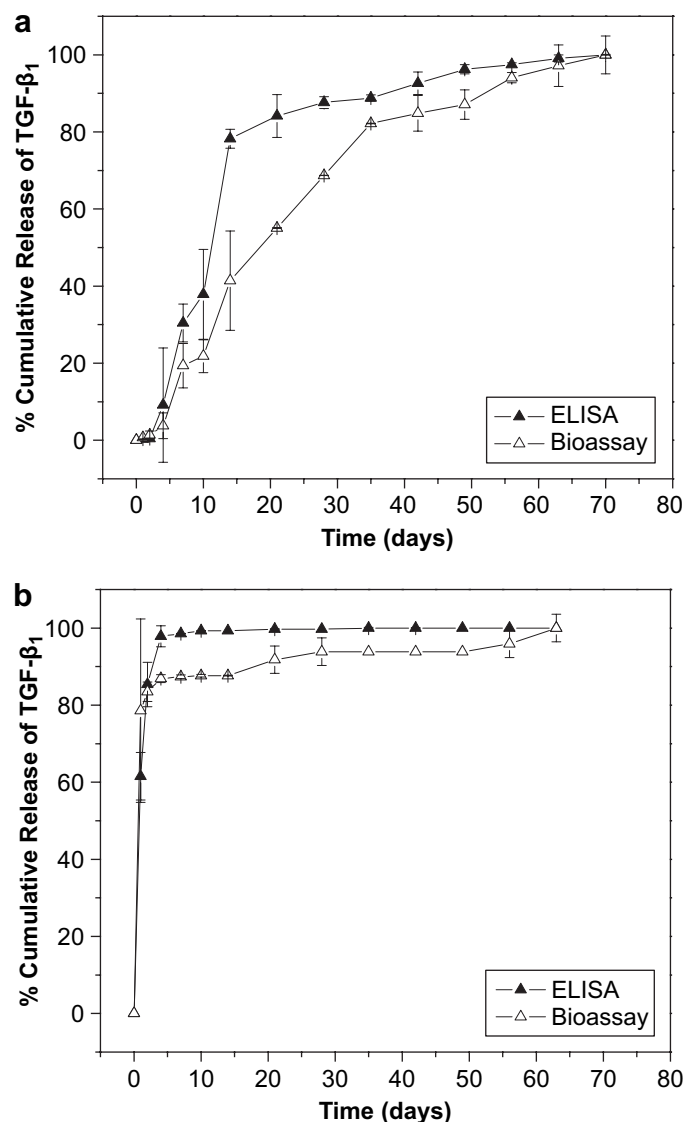 a
% Cumulative Release of TGF-β₁
100
80
60
40
20
0
ELISA
Bioassay
0 10 20 30 40 50 60 70 80
Time (days)
b
% Cumulative Release of TGF-β₁
100
80
60
40
20
0
ELISA
Bioassay
0 10 20 30 40 50 60 70 80
Time (days)